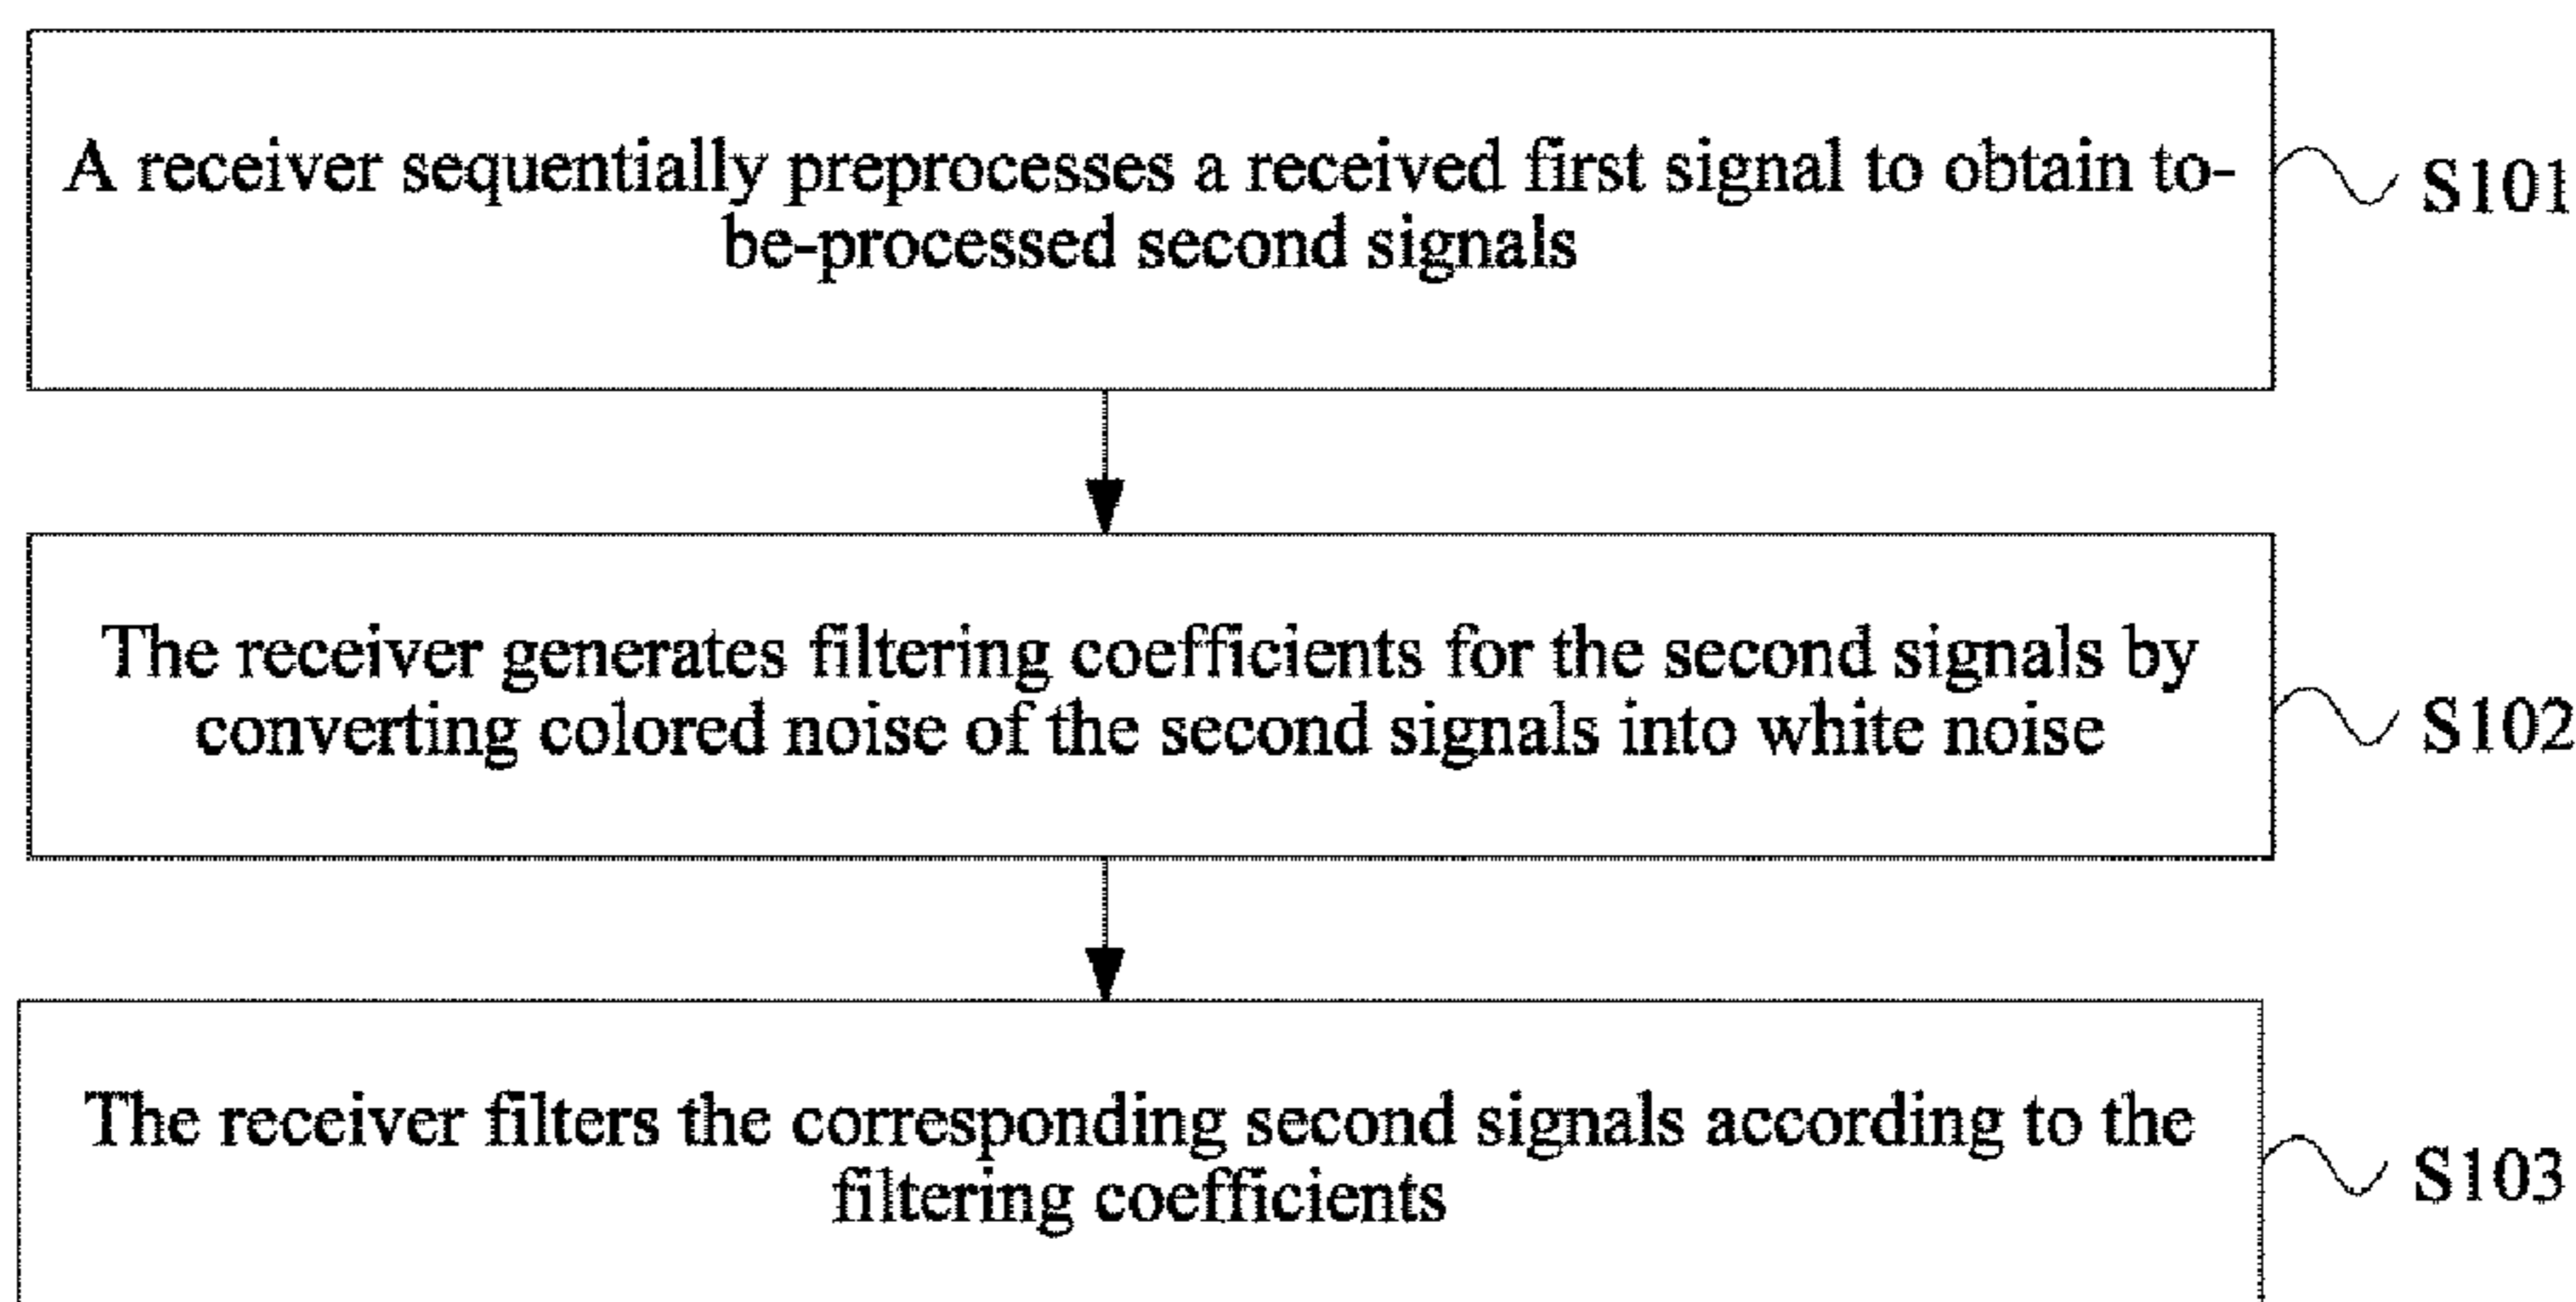 A receiver sequentially preprocesses a received first signal to obtain to-
be-processed second signals
S101
The receiver generates filtering coefficients for the second signals by
converting colored noise of the second signals into white noise
S102
The receiver filters the corresponding second signals according to the
filtering coefficients
S103